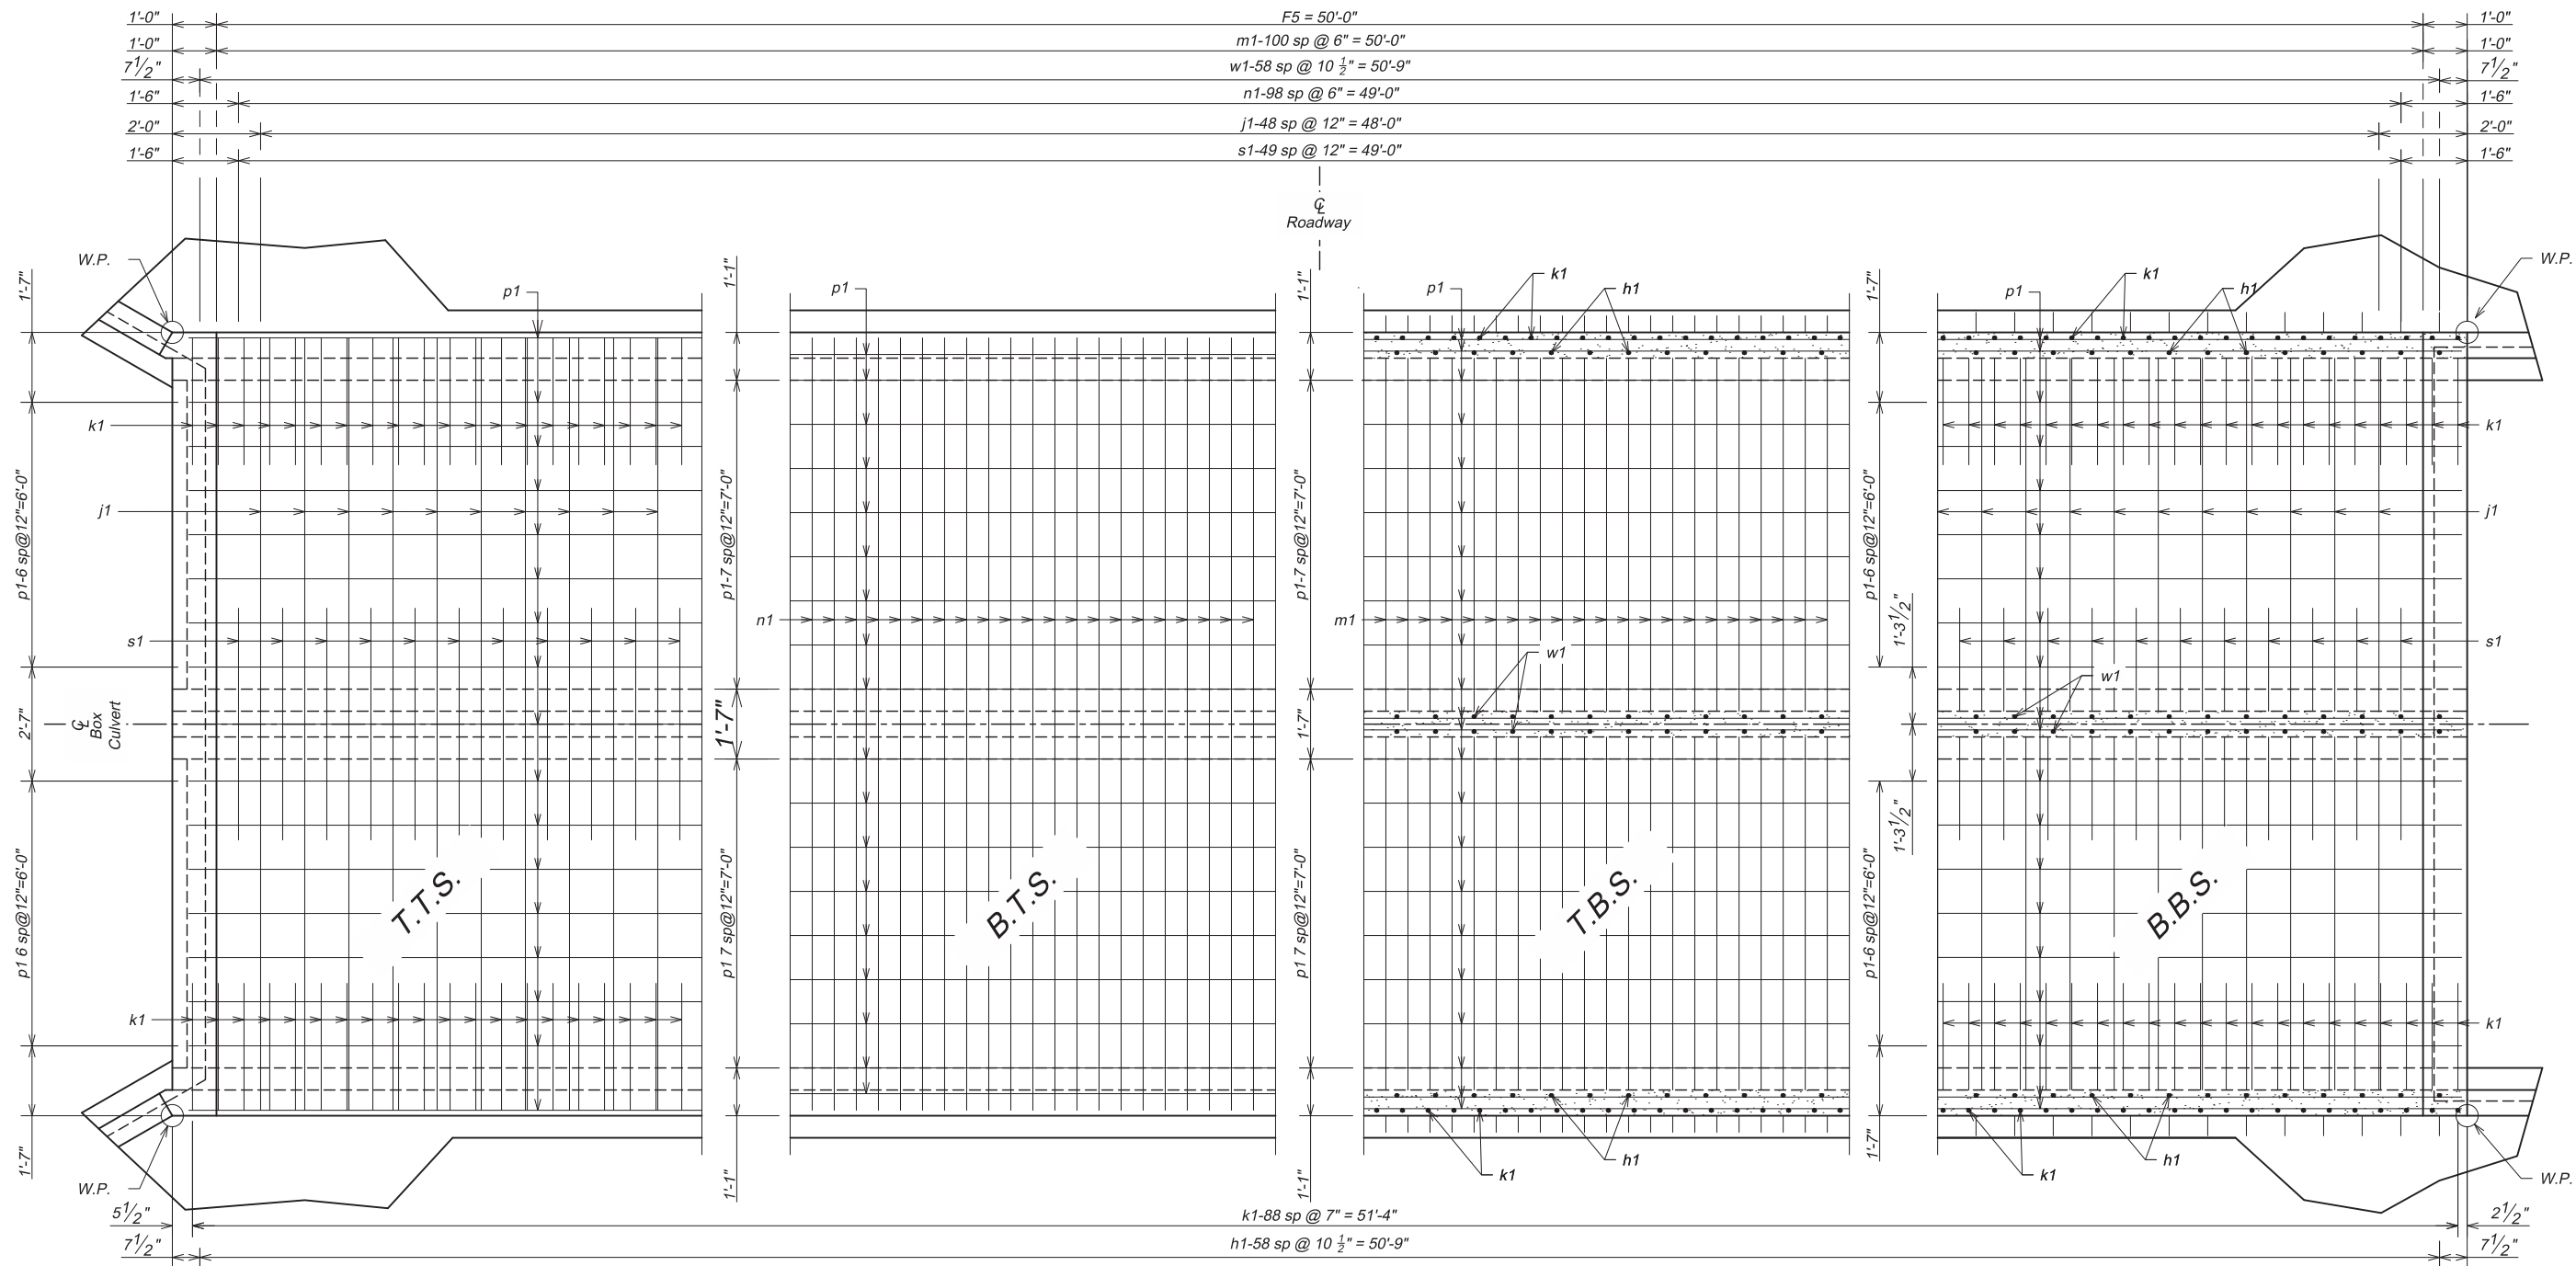 1'-0" F5 = 50'-0" 1'-0"
1'-0" m1-100 sp @ 6" = 50'-0" 1'-0"
7 1/2" w1-58 sp @ 10 1/2" = 50'-9" 7 1/2"
1'-6" n1-98 sp @ 6" = 49'-0" 1'-6"
2'-0" j1-48 sp @ 12" = 48'-0" 2'-0"
1'-6" s1-49 sp @ 12" = 49'-0" 1'-6"
℄
Roadway
W.P.
W.P.
1'-7"
p1
1'-1"
p1
1'-1"
p1
k1
h1
1'-7"
p1
k1
h1
k1
k1
p1-6 sp@12"=6'-0"
j1
p1-7 sp@12"=7'-0"
p1-7 sp@12"=7'-0"
p1-6 sp@12"=6'-0"
j1
s1
n1
m1
w1
1'-3 1/2"
w1
s1
2'-7"
℄
Box
Culvert
1'-7"
1'-7"
1'-3 1/2"
p1 6 sp@12"=6'-0"
T.T.S.
p1 7 sp@12"=7'-0"
B.T.S.
p1 7 sp@12"=7'-0"
T.B.S.
p1-6 sp@12"=6'-0"
B.B.S.
k1
k1
1'-7"
W.P.
1'-1"
1'-1"
k1
h1
1'-7"
k1
h1
W.P.
5 1/2" k1-88 sp @ 7" = 51'-4" 2 1/2"
7 1/2" h1-58 sp @ 10 1/2" = 50'-9" 7 1/2"